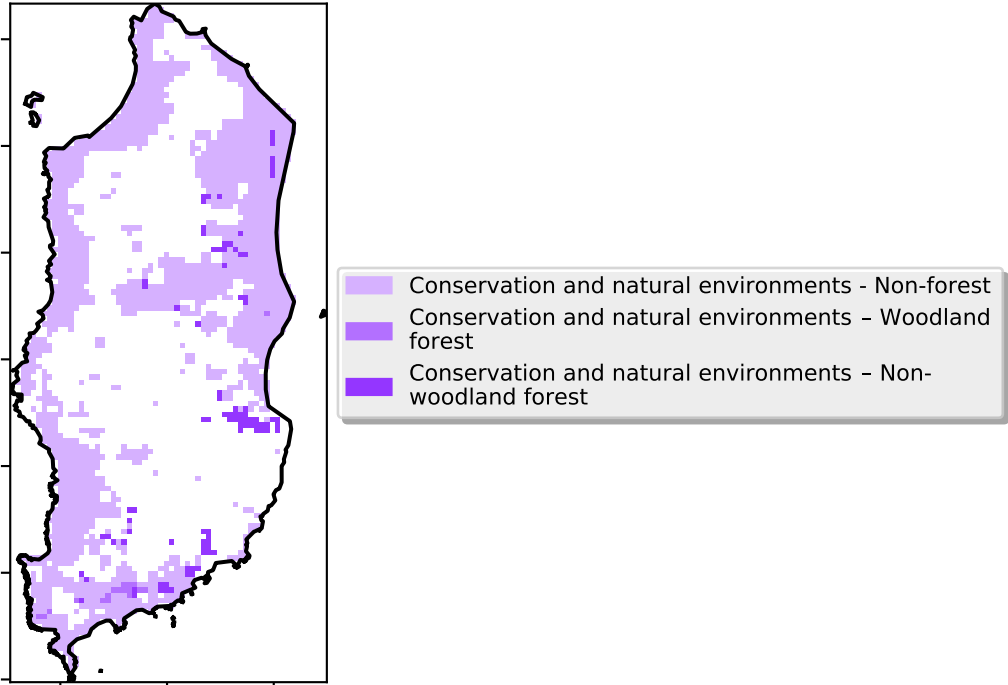 Conservation and natural environments - Non-forest
Conservation and natural environments – Woodland
forest
Conservation and natural environments – Non-
woodland forest